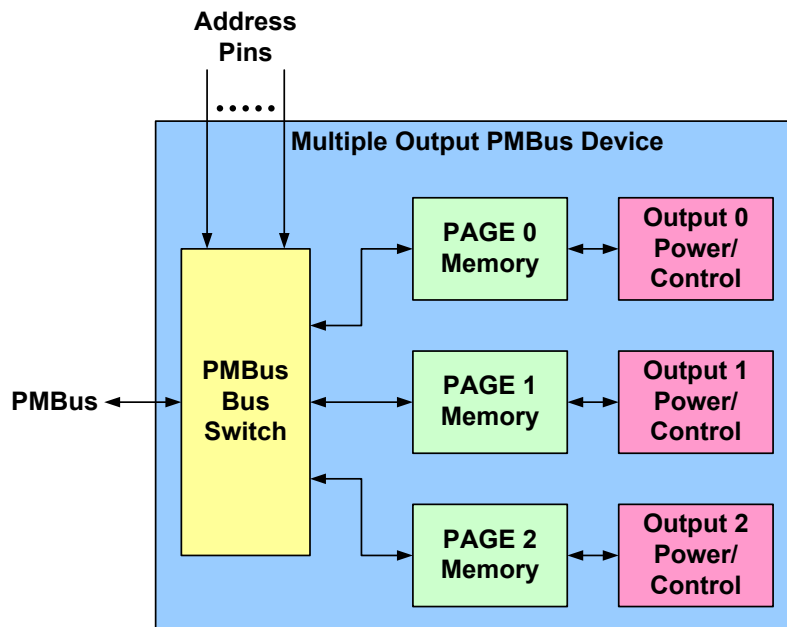 Address
Pins
Multiple Output PMBus Device
PAGE 0
Memory
Output 0
Power/
Control
PMBus
PMBus
Bus
Switch
PAGE 1
Memory
Output 1
Power/
Control
PAGE 2
Memory
Output 2
Power/
Control